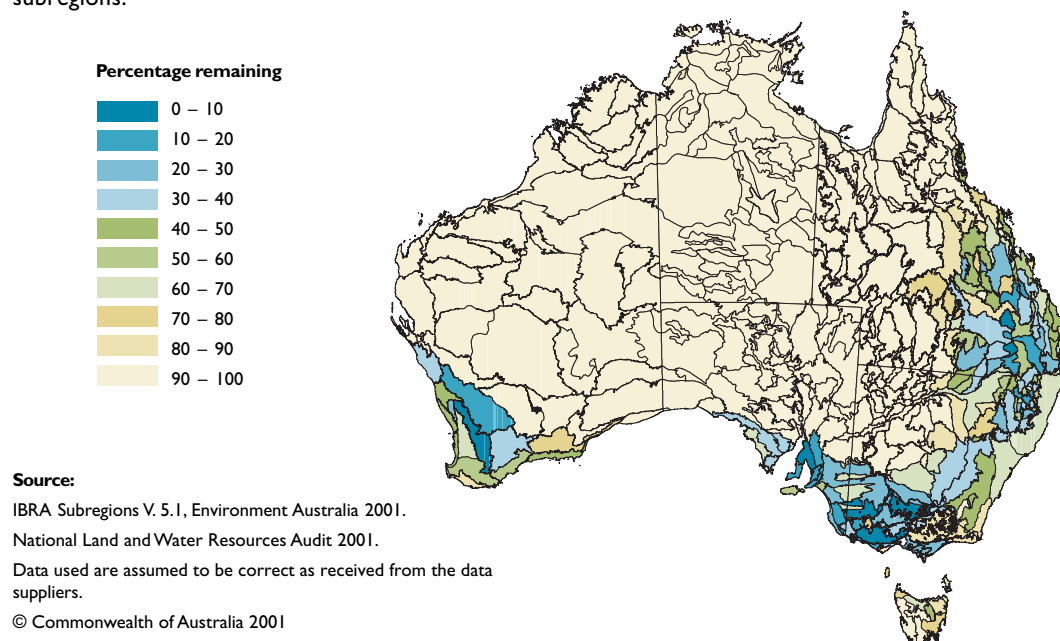 subregions.
Percentage remaining
0 – 10
10 – 20
20 – 30
30 – 40
40 – 50
50 – 60
60 – 70
70 – 80
80 – 90
90 – 100
Source:
IBRA Subregions V. 5.1, Environment Australia 2001.
National Land and Water Resources Audit 2001.
Data used are assumed to be correct as received from the data
suppliers.
© Commonwealth of Australia 2001